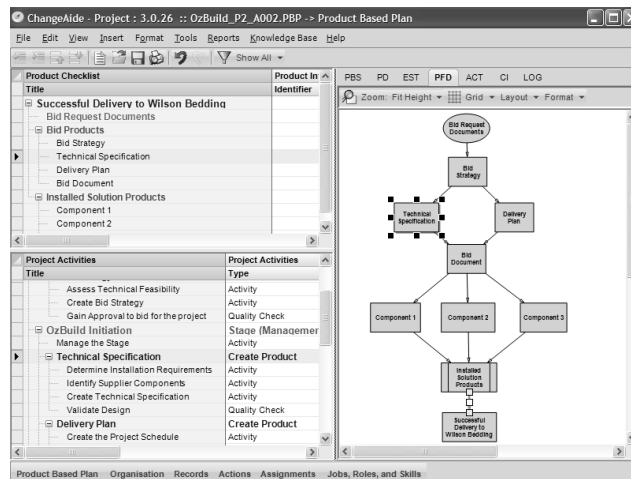 ChangeAide - Project : 3.0.26 :: OzBuild_P2_A002.PBP -> Product Based Plan
File Edit View Insert Format Tools Reports Knowledge Base Help
Show All
Product Checklist Product In
Title Identifier
Successful Delivery to Wilson Bedding
Bid Request Documents
Bid Products
Bid Strategy
Technical Specification
Delivery Plan
Bid Document
Installed Solution Products
Component 1
Component 2
Project Activities Project Activities
Title Type
Assess Technical Feasibility Activity
Create Bid Strategy Activity
Gain Approval to bid for the project Quality Check
OzBuild Initiation Stage (Managemer
Manage the Stage Activity
Technical Specification Create Product
Determine Installation Requirements Activity
Identify Supplier Components Activity
Create Technical Specification Activity
Validate Design Quality Check
Delivery Plan Create Product
Create the Project Schedule Activity
PBS PD EST PFD ACT CI LOG
Zoom: Fit Height Grid Layout Format
Bid Request
Documents
Bid
Strategy
Technical
Specification
Delivery
Plan
Bid
Document
Component 1 Component 2 Component 3
Installed
Solution
Products
Successful
Delivery to
Wilson Bedding
Product Based Plan Organisation Records Actions Assignments Jobs, Roles, and Skills